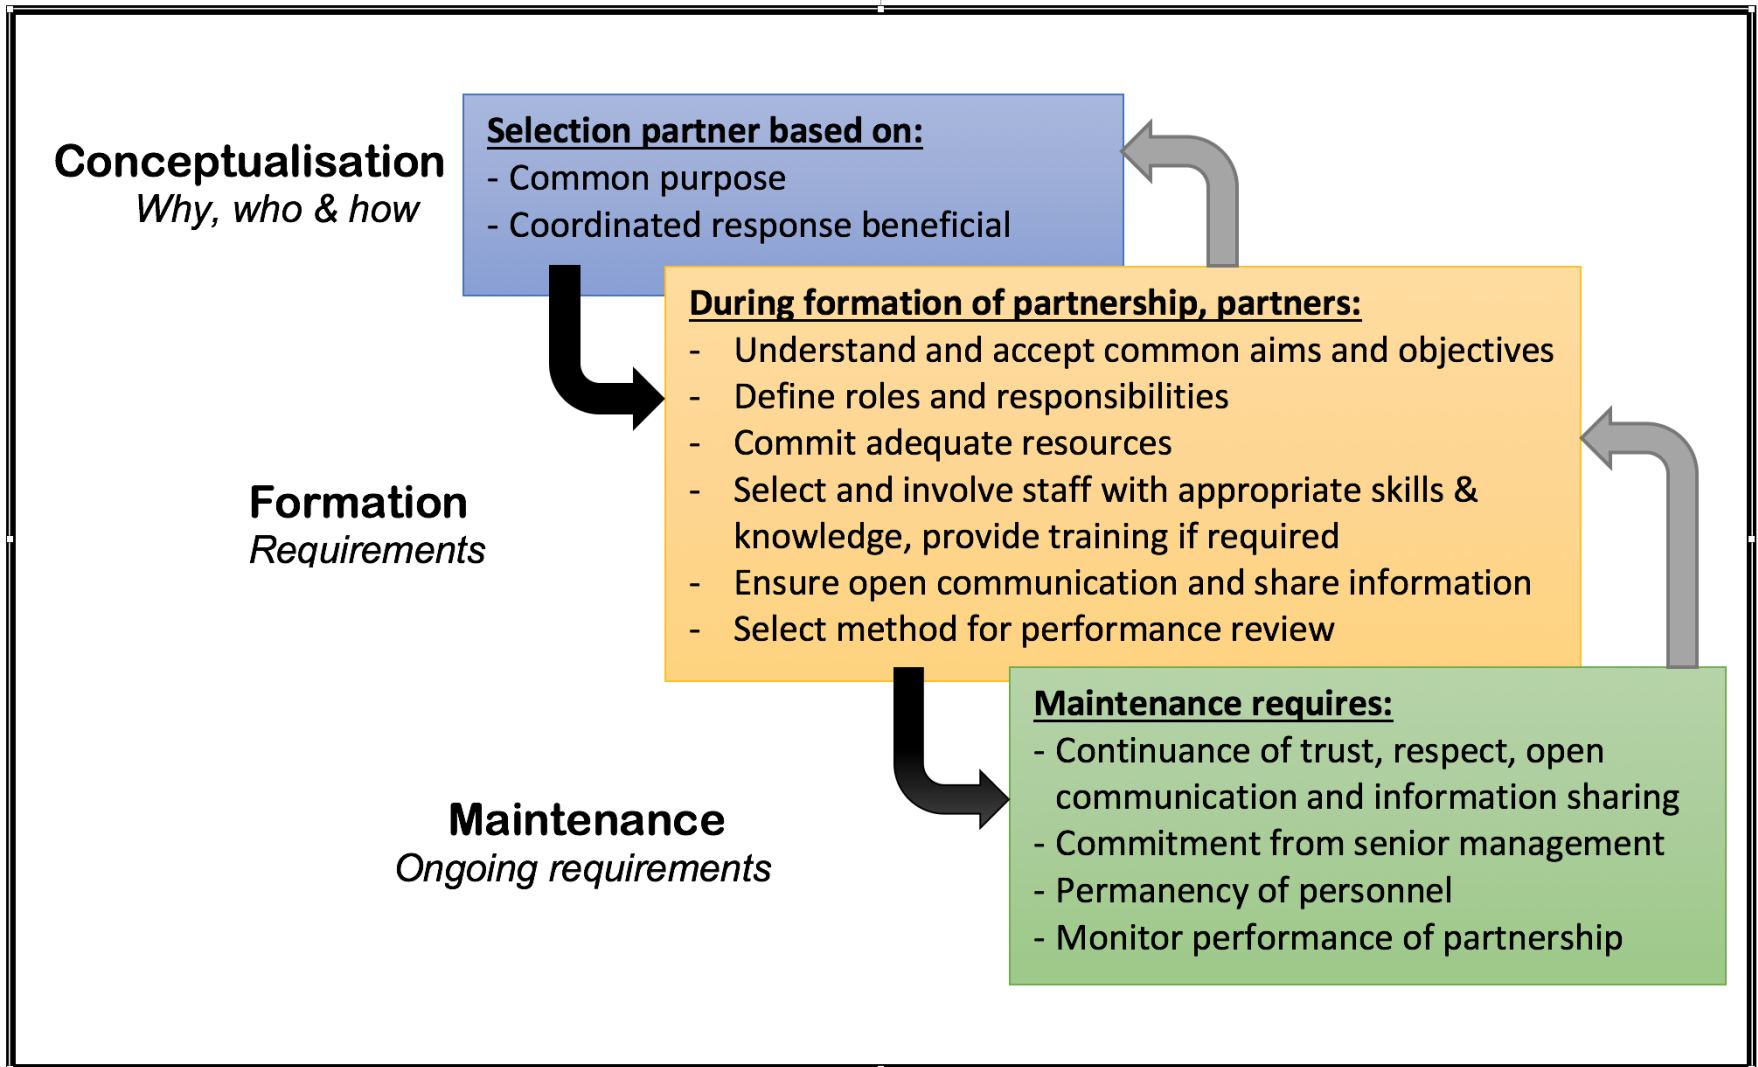 Conceptualisation
Why, who & how
Selection partner based on:
- Common purpose
- Coordinated response beneficial
Formation
Requirements
During formation of partnership, partners:
- Understand and accept common aims and objectives
- Define roles and responsibilities
- Commit adequate resources
- Select and involve staff with appropriate skills &
knowledge, provide training if required
- Ensure open communication and share information
- Select method for performance review
Maintenance
Ongoing requirements
Maintenance requires:
- Continuance of trust, respect, open
communication and information sharing
- Commitment from senior management
- Permanency of personnel
- Monitor performance of partnership